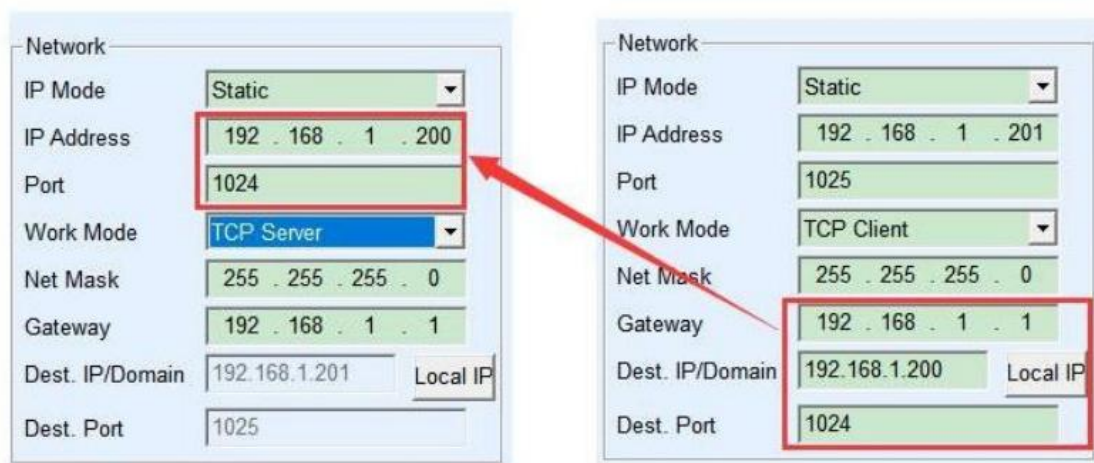 Network
IP Mode Static
IP Address 192 . 168 . 1 . 200
Port 1024
Work Mode TCP Server
Net Mask 255 . 255 . 255 . 0
Gateway 192 . 168 . 1 . 1
Dest. IP/Domain 192.168.1.201 Local IP
Dest. Port 1025
Network
IP Mode Static
IP Address 192 . 168 . 1 . 201
Port 1025
Work Mode TCP Client
Net Mask 255 . 255 . 255 . 0
Gateway 192 . 168 . 1 . 1
Dest. IP/Domain 192.168.1.200 Local IP
Dest. Port 1024